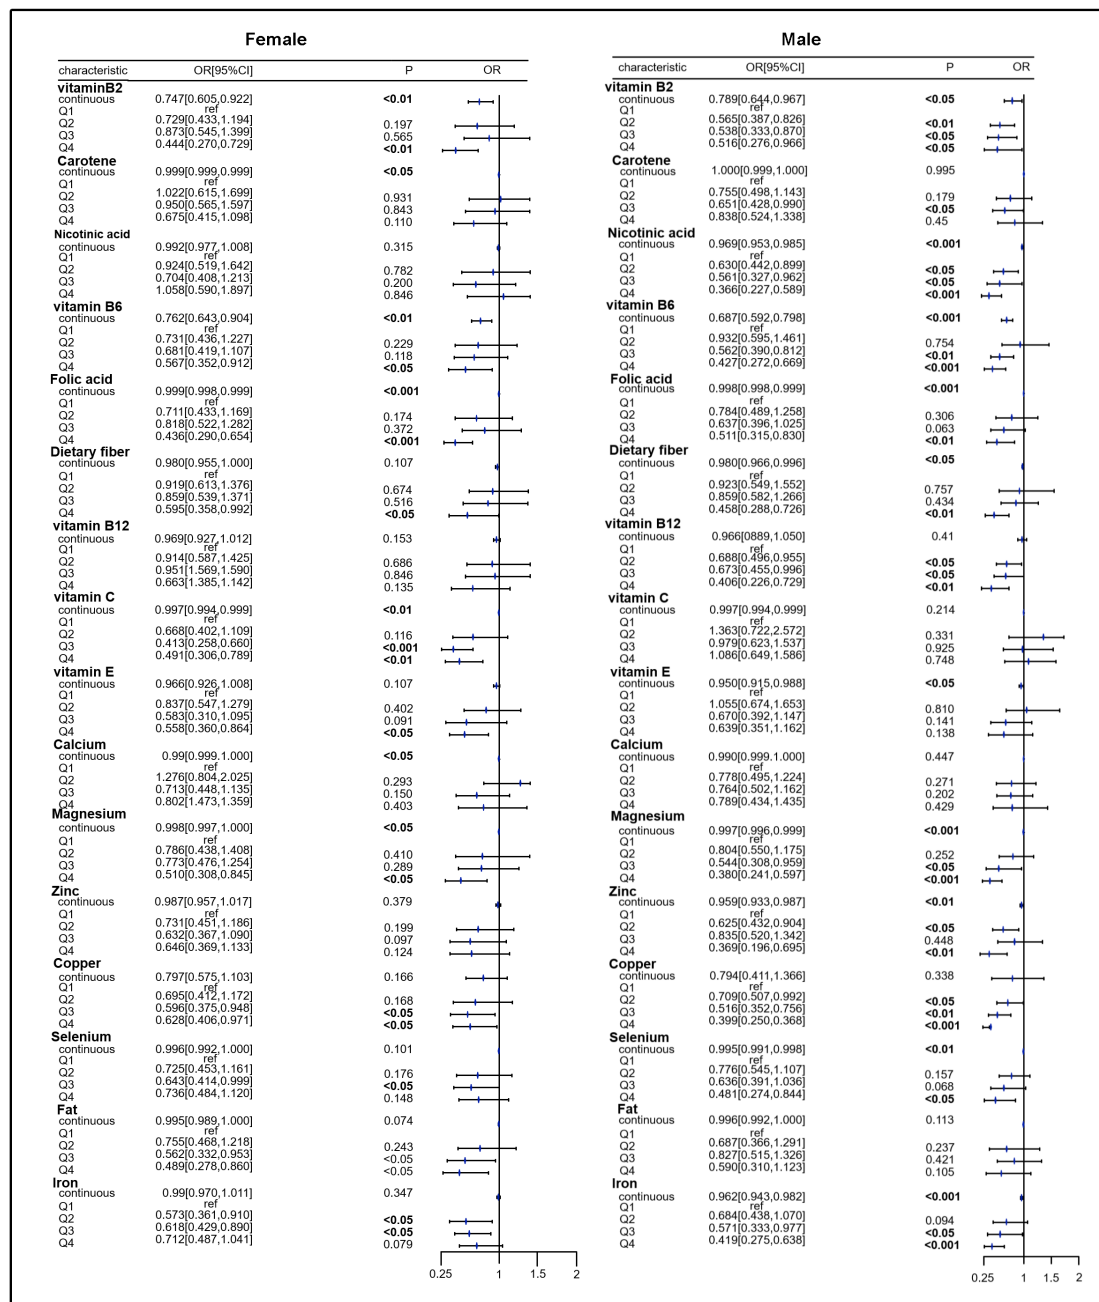 Female
characteristic OR[95%CI] P OR
vitaminB2
continuous 0.747[0.605,0.922] <0.01
Q1 ref
Q2 0.729[0.433,1.194] 0.197
Q3 0.873[0.545,1.399] 0.565
Q4 0.444[0.270,0.729] <0.01
Carotene
continuous 0.999[0.999,0.999] <0.05
Q1 ref
Q2 1.022[0.615,1.699] 0.931
Q3 0.950[0.565,1.597] 0.843
Q4 0.675[0.415,1.098] 0.110
Nicotinic acid
continuous 0.992[0.977,1.008] 0.315
Q1 ref
Q2 0.924[0.519,1.642] 0.782
Q3 0.704[0.408,1.213] 0.200
Q4 1.058[0.590,1.897] 0.846
vitamin B6
continuous 0.762[0.643,0.904] <0.01
Q1 ref
Q2 0.731[0.436,1.227] 0.229
Q3 0.681[0.419,1.107] 0.118
Q4 0.567[0.352,0.912] <0.05
Folic acid
continuous 0.999[0.998,0.999] <0.001
Q1 ref
Q2 0.711[0.433,1.169] 0.174
Q3 0.818[0.522,1.282] 0.372
Q4 0.436[0.290,0.654] <0.001
Dietary fiber
continuous 0.980[0.955,1.000] 0.107
Q1 ref
Q2 0.919[0.613,1.376] 0.674
Q3 0.859[0.539,1.371] 0.516
Q4 0.595[0.358,0.992] <0.05
vitamin B12
continuous 0.969[0.927,1.012] 0.153
Q1 ref
Q2 0.914[0.587,1.425] 0.686
Q3 0.951[1.569,1.590] 0.846
Q4 0.663[1.385,1.142] 0.135
vitamin C
continuous 0.997[0.994,0.999] <0.01
Q1 ref
Q2 0.668[0.402,1.109] 0.116
Q3 0.413[0.258,0.660] <0.001
Q4 0.491[0.306,0.789] <0.01
vitamin E
continuous 0.966[0.926,1.008] 0.107
Q1 ref
Q2 0.837[0.547,1.279] 0.402
Q3 0.583[0.310,1.095] 0.091
Q4 0.558[0.360,0.864] <0.05
Calcium
continuous 0.99[0.999,1.000] <0.05
Q1 ref
Q2 1.276[0.804,2.025] 0.293
Q3 0.713[0.448,1.135] 0.150
Q4 0.802[1.473,1.359] 0.403
Magnesium
continuous 0.998[0.997,1.000] <0.05
Q1 ref
Q2 0.786[0.438,1.408] 0.410
Q3 0.773[0.476,1.254] 0.289
Q4 0.510[0.308,0.845] <0.05
Zinc
continuous 0.987[0.957,1.017] 0.379
Q1 ref
Q2 0.731[0.451,1.186] 0.199
Q3 0.632[0.367,1.090] 0.097
Q4 0.646[0.369,1.133] 0.124
Copper
continuous 0.797[0.575,1.103] 0.166
Q1 ref
Q2 0.695[0.412,1.172] 0.168
Q3 0.596[0.375,0.948] <0.05
Q4 0.628[0.406,0.971] <0.05
Selenium
continuous 0.996[0.992,1.000] 0.101
Q1 ref
Q2 0.725[0.453,1.161] 0.176
Q3 0.643[0.414,0.999] <0.05
Q4 0.736[0.484,1.120] 0.148
Fat
continuous 0.995[0.989,1.000] 0.074
Q1 ref
Q2 0.755[0.468,1.218] 0.243
Q3 0.562[0.332,0.953] <0.05
Q4 0.489[0.278,0.860] <0.05
Iron
continuous 0.99[0.970,1.011] 0.347
Q1 ref
Q2 0.573[0.361,0.910] <0.05
Q3 0.618[0.429,0.890] <0.05
Q4 0.712[0.487,1.041] 0.079
0.25 1 1.5 2
Male
characteristic OR[95%CI] P OR
vitamin B2
continuous 0.789[0.644,0.967] <0.05
Q1 ref
Q2 0.565[0.387,0.826] <0.01
Q3 0.538[0.333,0.870] <0.05
Q4 0.516[0.276,0.966] <0.05
Carotene
continuous 1.000[0.999,1.000] 0.995
Q1 ref
Q2 0.755[0.498,1.143] 0.179
Q3 0.651[0.428,0.990] <0.05
Q4 0.838[0.524,1.338] 0.45
Nicotinic acid
continuous 0.969[0.953,0.985] <0.001
Q1 ref
Q2 0.630[0.442,0.899] <0.05
Q3 0.561[0.327,0.962] <0.05
Q4 0.366[0.227,0.589] <0.001
vitamin B6
continuous 0.687[0.592,0.798] <0.001
Q1 ref
Q2 0.932[0.595,1.461] 0.754
Q3 0.562[0.390,0.812] <0.01
Q4 0.427[0.272,0.669] <0.001
Folic acid
continuous 0.998[0.998,0.999] <0.001
Q1 ref
Q2 0.784[0.489,1.258] 0.306
Q3 0.637[0.396,1.025] 0.063
Q4 0.511[0.315,0.830] <0.01
Dietary fiber
continuous 0.980[0.966,0.996] <0.05
Q1 ref
Q2 0.923[0.549,1.552] 0.757
Q3 0.859[0.582,1.266] 0.434
Q4 0.458[0.288,0.726] <0.01
vitamin B12
continuous 0.966[0889,1.050] 0.41
Q1 ref
Q2 0.688[0.496,0.955] <0.05
Q3 0.673[0.455,0.996] <0.05
Q4 0.406[0.226,0.729] <0.01
vitamin C
continuous 0.997[0.994,0.999] 0.214
Q1 ref
Q2 1.363[0.722,2.572] 0.331
Q3 0.979[0.623,1.537] 0.925
Q4 1.086[0.649,1.586] 0.748
vitamin E
continuous 0.950[0.915,0.988] <0.05
Q1 ref
Q2 1.055[0.674,1.653] 0.810
Q3 0.670[0.392,1.147] 0.141
Q4 0.639[0.351,1.162] 0.138
Calcium
continuous 0.990[0.999,1.000] 0.447
Q1 ref
Q2 0.778[0.495,1.224] 0.271
Q3 0.764[0.502,1.162] 0.202
Q4 0.789[0.434,1.435] 0.429
Magnesium
continuous 0.997[0.996,0.999] <0.001
Q1 ref
Q2 0.804[0.550,1.175] 0.252
Q3 0.544[0.308,0.959] <0.05
Q4 0.380[0.241,0.597] <0.001
Zinc
continuous 0.959[0.933,0.987] <0.01
Q1 ref
Q2 0.625[0.432,0.904] <0.05
Q3 0.835[0.520,1.342] 0.448
Q4 0.369[0.196,0.695] <0.01
Copper
continuous 0.794[0.411,1.366] 0.338
Q1 ref
Q2 0.709[0.507,0.992] <0.05
Q3 0.516[0.352,0.756] <0.01
Q4 0.399[0.250,0.368] <0.001
Selenium
continuous 0.995[0.991,0.998] <0.01
Q1 ref
Q2 0.776[0.545,1.107] 0.157
Q3 0.636[0.391,1.036] 0.068
Q4 0.481[0.274,0.844] <0.05
Fat
continuous 0.996[0.992,1.000] 0.113
Q1 ref
Q2 0.687[0.366,1.291] 0.237
Q3 0.827[0.515,1.326] 0.421
Q4 0.590[0.310,1.123] 0.105
Iron
continuous 0.962[0.943,0.982] <0.001
Q1 ref
Q2 0.684[0.438,1.070] 0.094
Q3 0.571[0.333,0.977] <0.05
Q4 0.419[0.275,0.638] <0.001
0.25 1 1.5 2